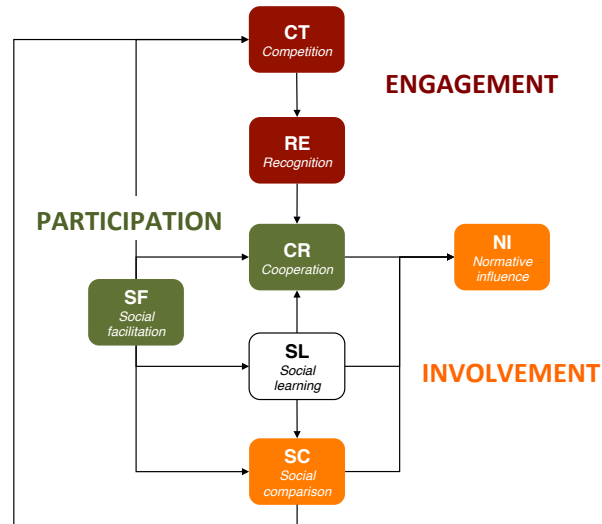 CT
Competition
ENGAGEMENT
RE
Recognition
PARTICIPATION
CR
Cooperation
NI
Normative
influence
SF
Social
facilitation
SL
Social
learning
INVOLVEMENT
SC
Social
comparison